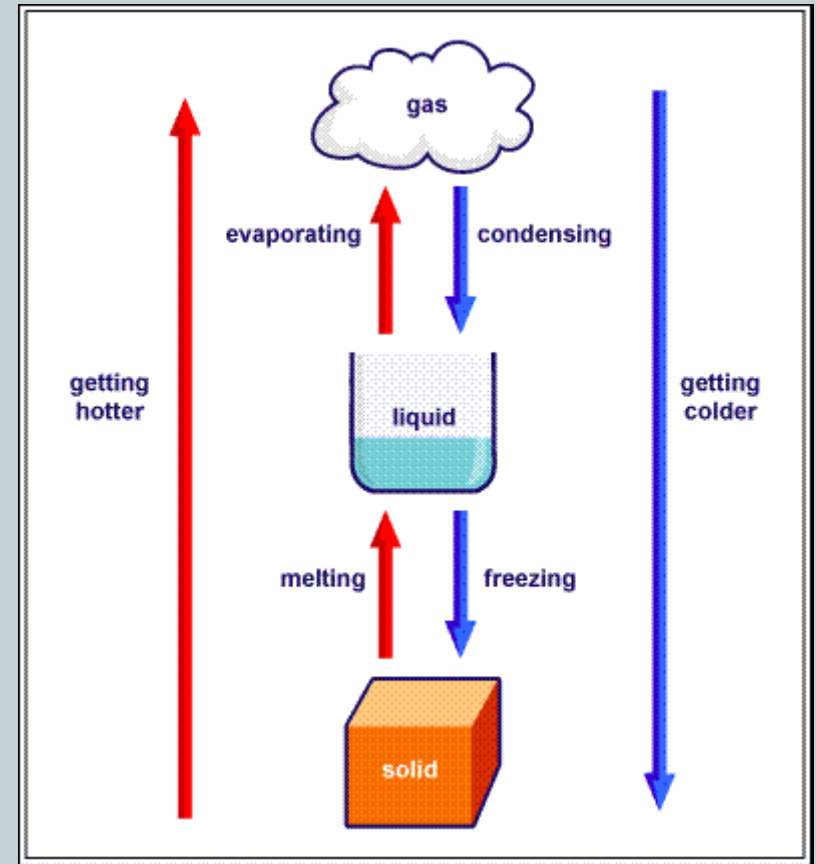 gas
evaporating
condensing
getting
hotter
getting
colder
liquid
melting
freezing
solid